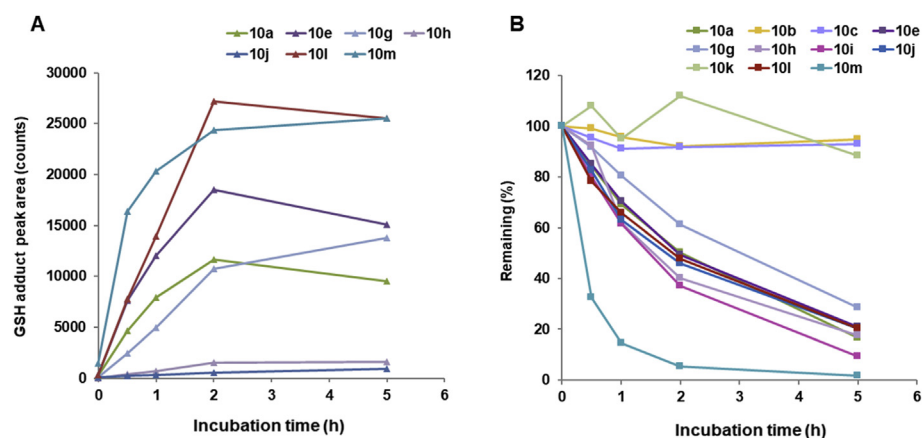 A
10a 10e 10g 10h
10j 10l 10m
30000
25000
20000
15000
10000
5000
0
0 1 2 3 4 5 6
GSH adduct peak area (counts)
Incubation time (h)
B
10a 10b 10c 10e
10g 10h 10i 10j
10k 10l 10m
120
100
80
60
40
20
0
0 1 2 3 4 5 6
Remaining (%)
Incubation time (h)